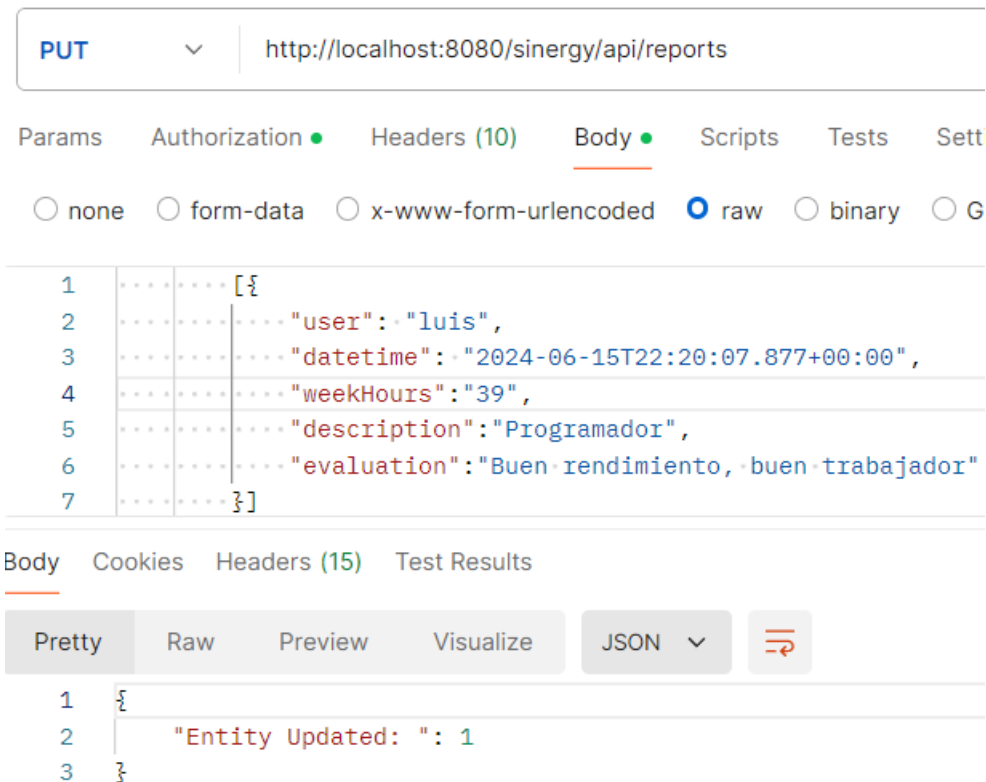 PUT http://localhost:8080/sinergy/api/reports
Params Authorization Headers (10) Body Scripts Tests Sett
none form-data x-www-form-urlencoded raw binary G
1 [{
2 "user": "luis",
3 "datetime": "2024-06-15T22:20:07.877+00:00",
4 "weekHours":"39",
5 "description":"Programador",
6 "evaluation":"Buen rendimiento, buen trabajador"
7 }]
Body Cookies Headers (15) Test Results
Pretty Raw Preview Visualize JSON
1 {
2 "Entity Updated: ": 1
3 }